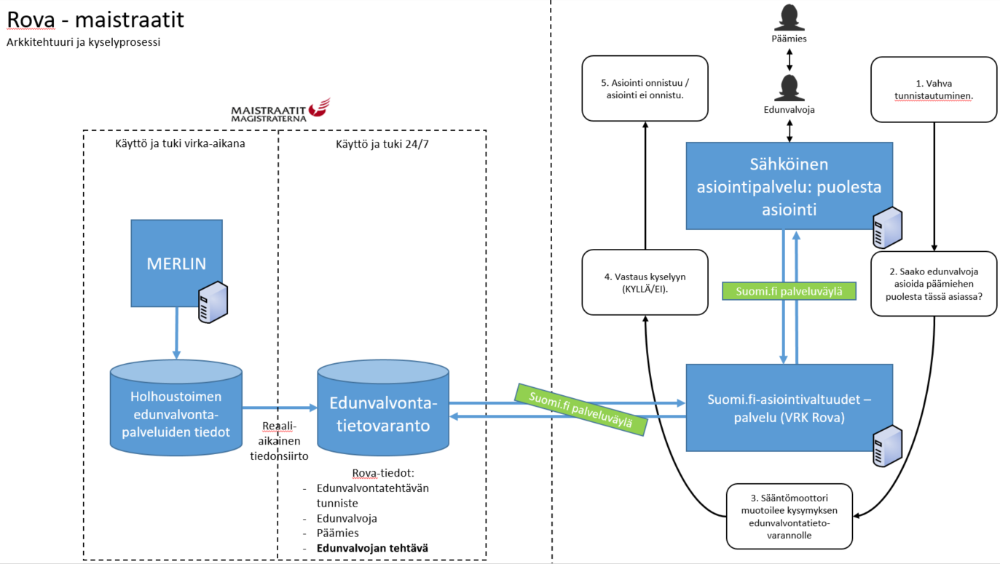 Rova - maistraatit
Arkkitehtuuri ja kyselyprosessi
MAISTRAATIT
MAGISTRATERNA
Käyttö ja tuki virka-aikana
Käyttö ja tuki 24/7
MERLIN
Holhoustoimen
edunvalvonta-
palveluiden tiedot
Reaali-
aikainen
tiedonsiirto
Edunvalvonta-
tietovaranto
Rova-tiedot:
- Edunvalvontatehtävän
tunniste
- Edunvalvoja
- Päämies
- Edunvalvojan tehtävä
Suomi.fi palveluväylä
Päämies
Edunvalvoja
Sähköinen
asiointipalvelu: puolesta
asiointi
Suomi.fi palveluväylä
Suomi.fi-asiointivaltuudet –
palvelu (VRK Rova)
1. Vahva
tunnistautuminen.
2. Saako edunvalvoja
asioida päämiehen
puolesta tässä asiassa?
3. Sääntömoottori
muotoilee kysymyksen
edunvalvontatieto-
varannolle
4. Vastaus kyselyyn
(KYLLÄ/EI).
5. Asiointi onnistuu /
asiointi ei onnistu.